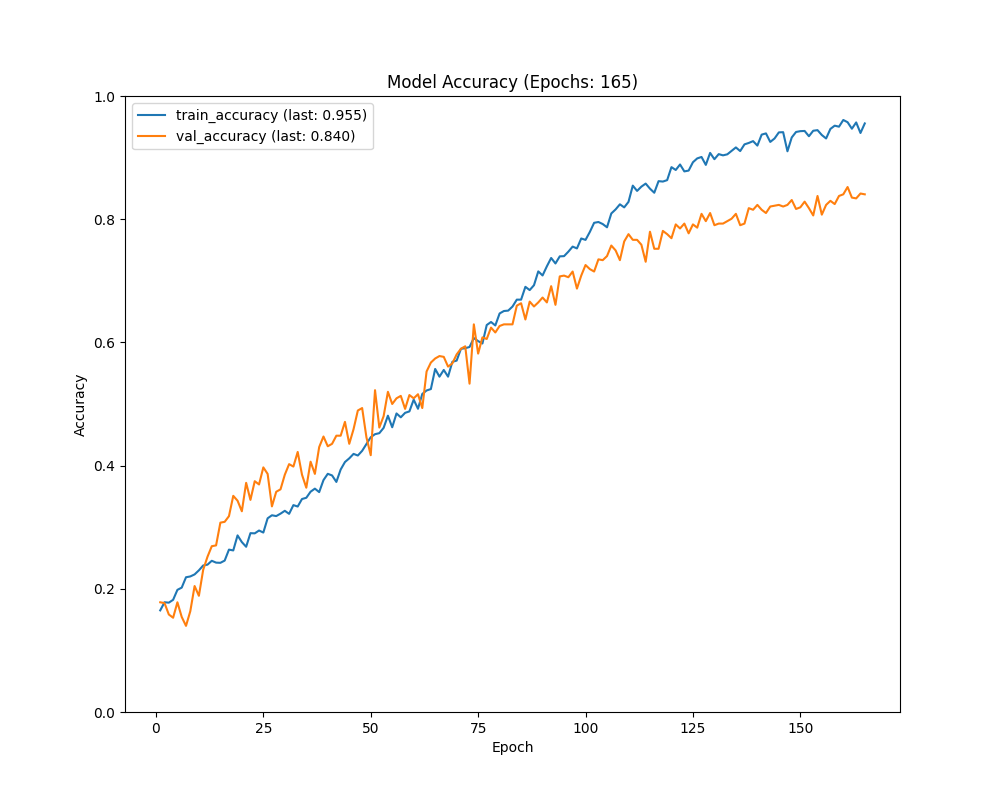 Model Accuracy (Epochs: 165)
train_accuracy (last: 0.955)
val_accuracy (last: 0.840)
1.0
0.8
0.6
0.4
0.2
0.0
Accuracy
0 25 50 75 100 125 150
Epoch